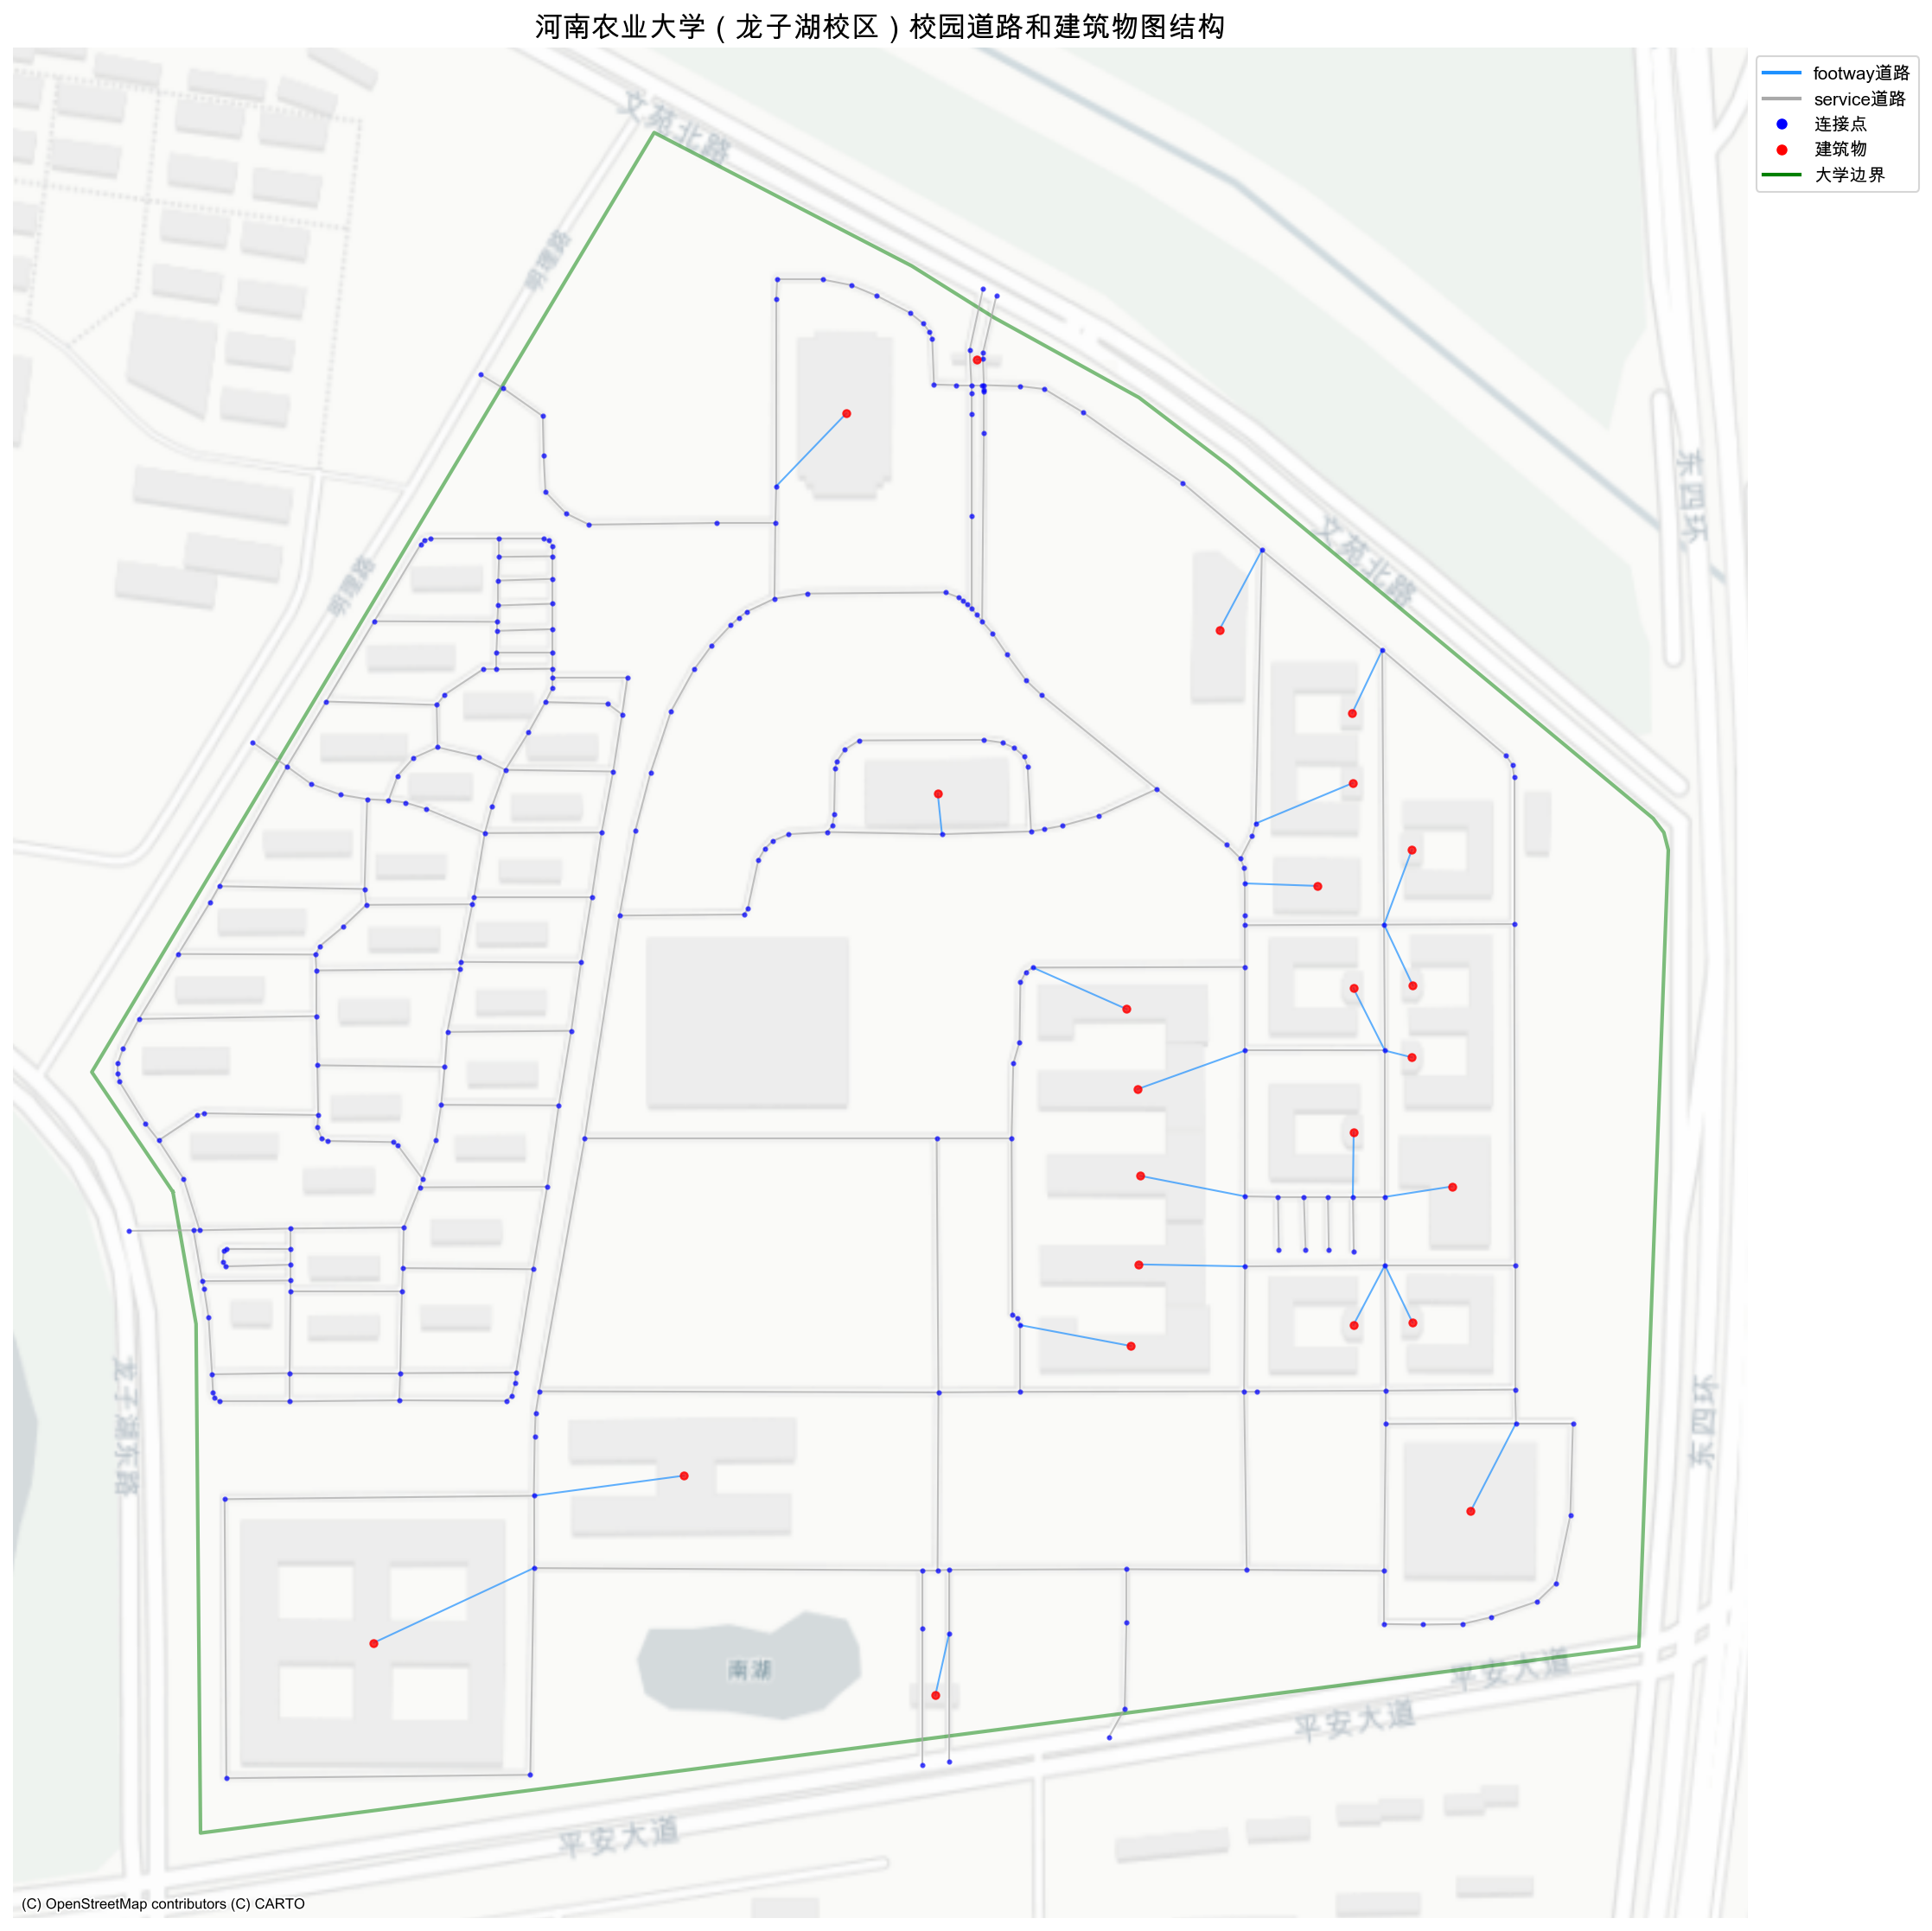 河南农业大学（龙子湖校区）校园道路和建筑物图结构
footway道路
service道路
连接点
建筑物
大学边界
文苑北路
明理路
东四环
文苑北路
明理路
龙子湖东路
东四环
南湖
平安大道
平安大道
平安大道
(C) OpenStreetMap contributors (C) CARTO